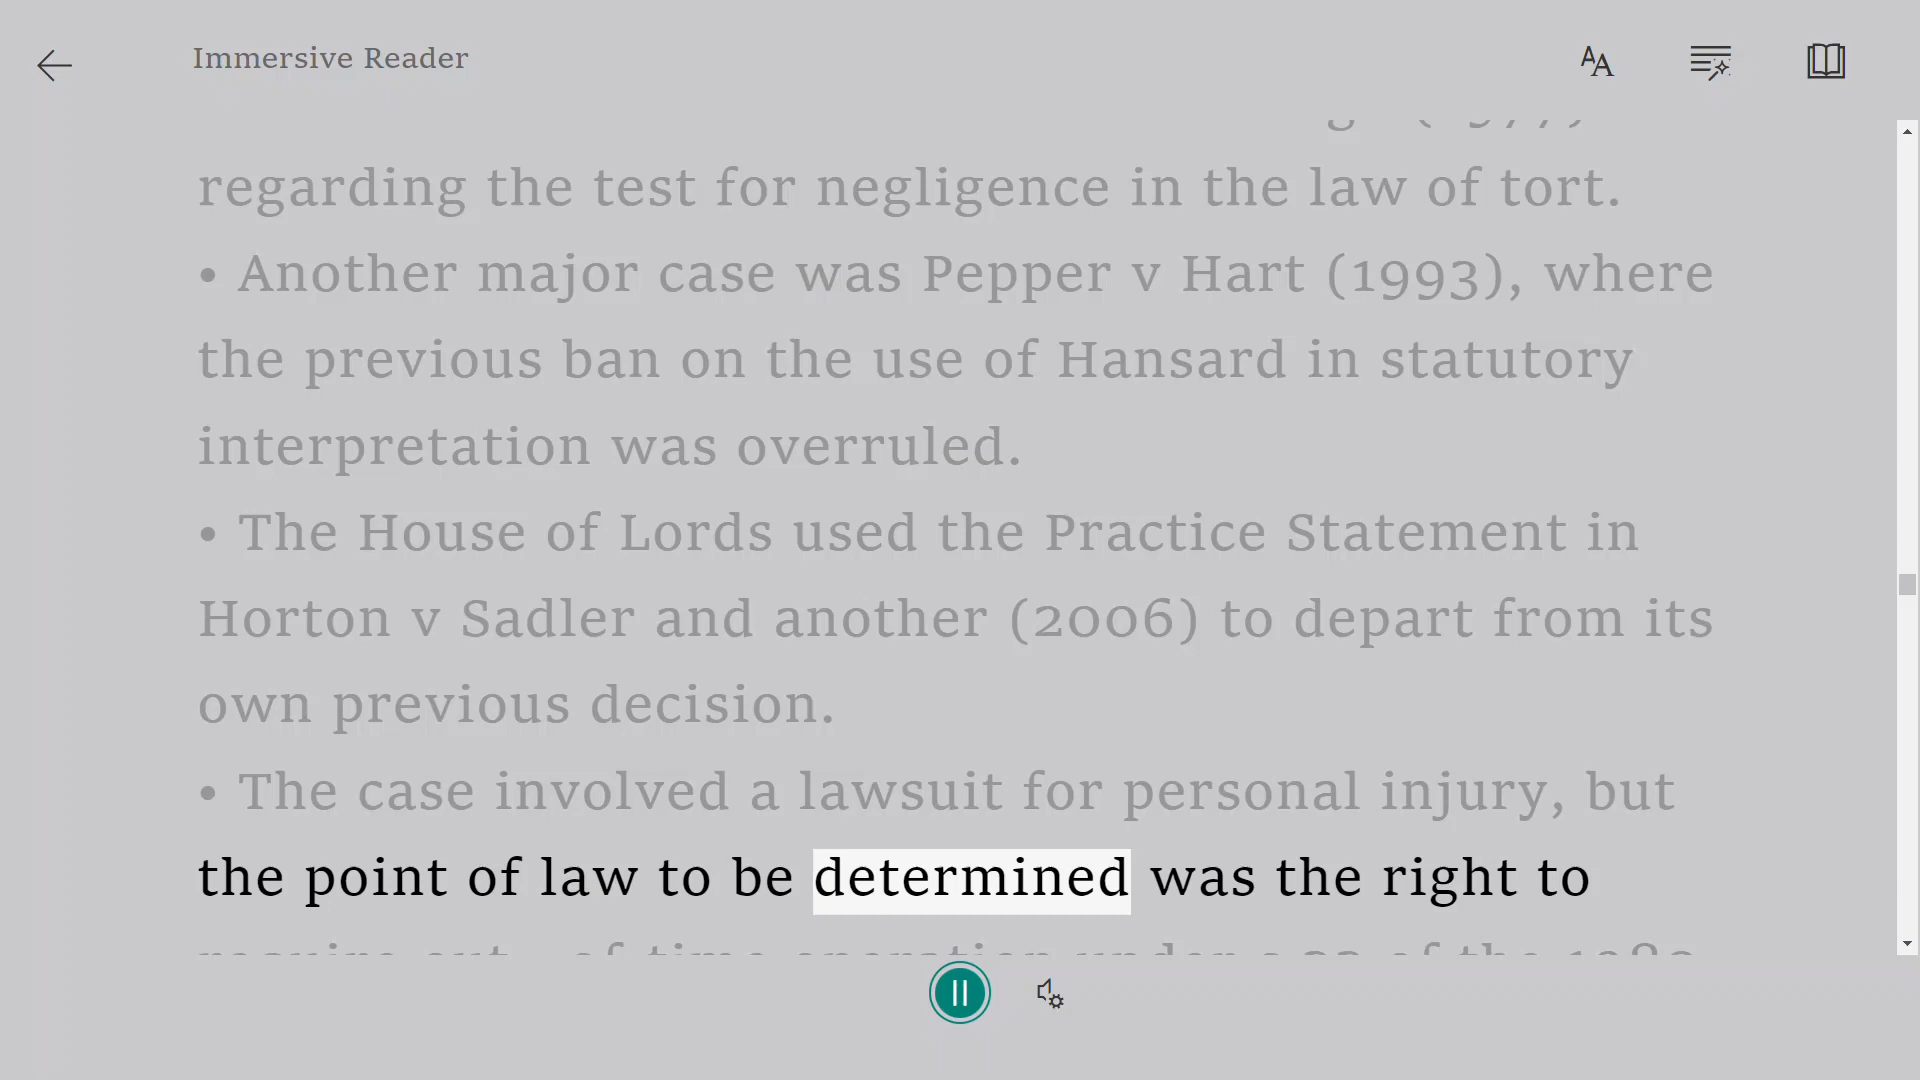 Immersive Reader
regarding the test for negligence in the law of tort.
• Another major case was Pepper v Hart (1993), where
the previous ban on the use of Hansard in statutory
interpretation was overruled.
• The House of Lords used the Practice Statement in
Horton v Sadler and another (2006) to depart from its
own previous decision.
• The case involved a lawsuit for personal injury, but
the point of law to be determined was the right to